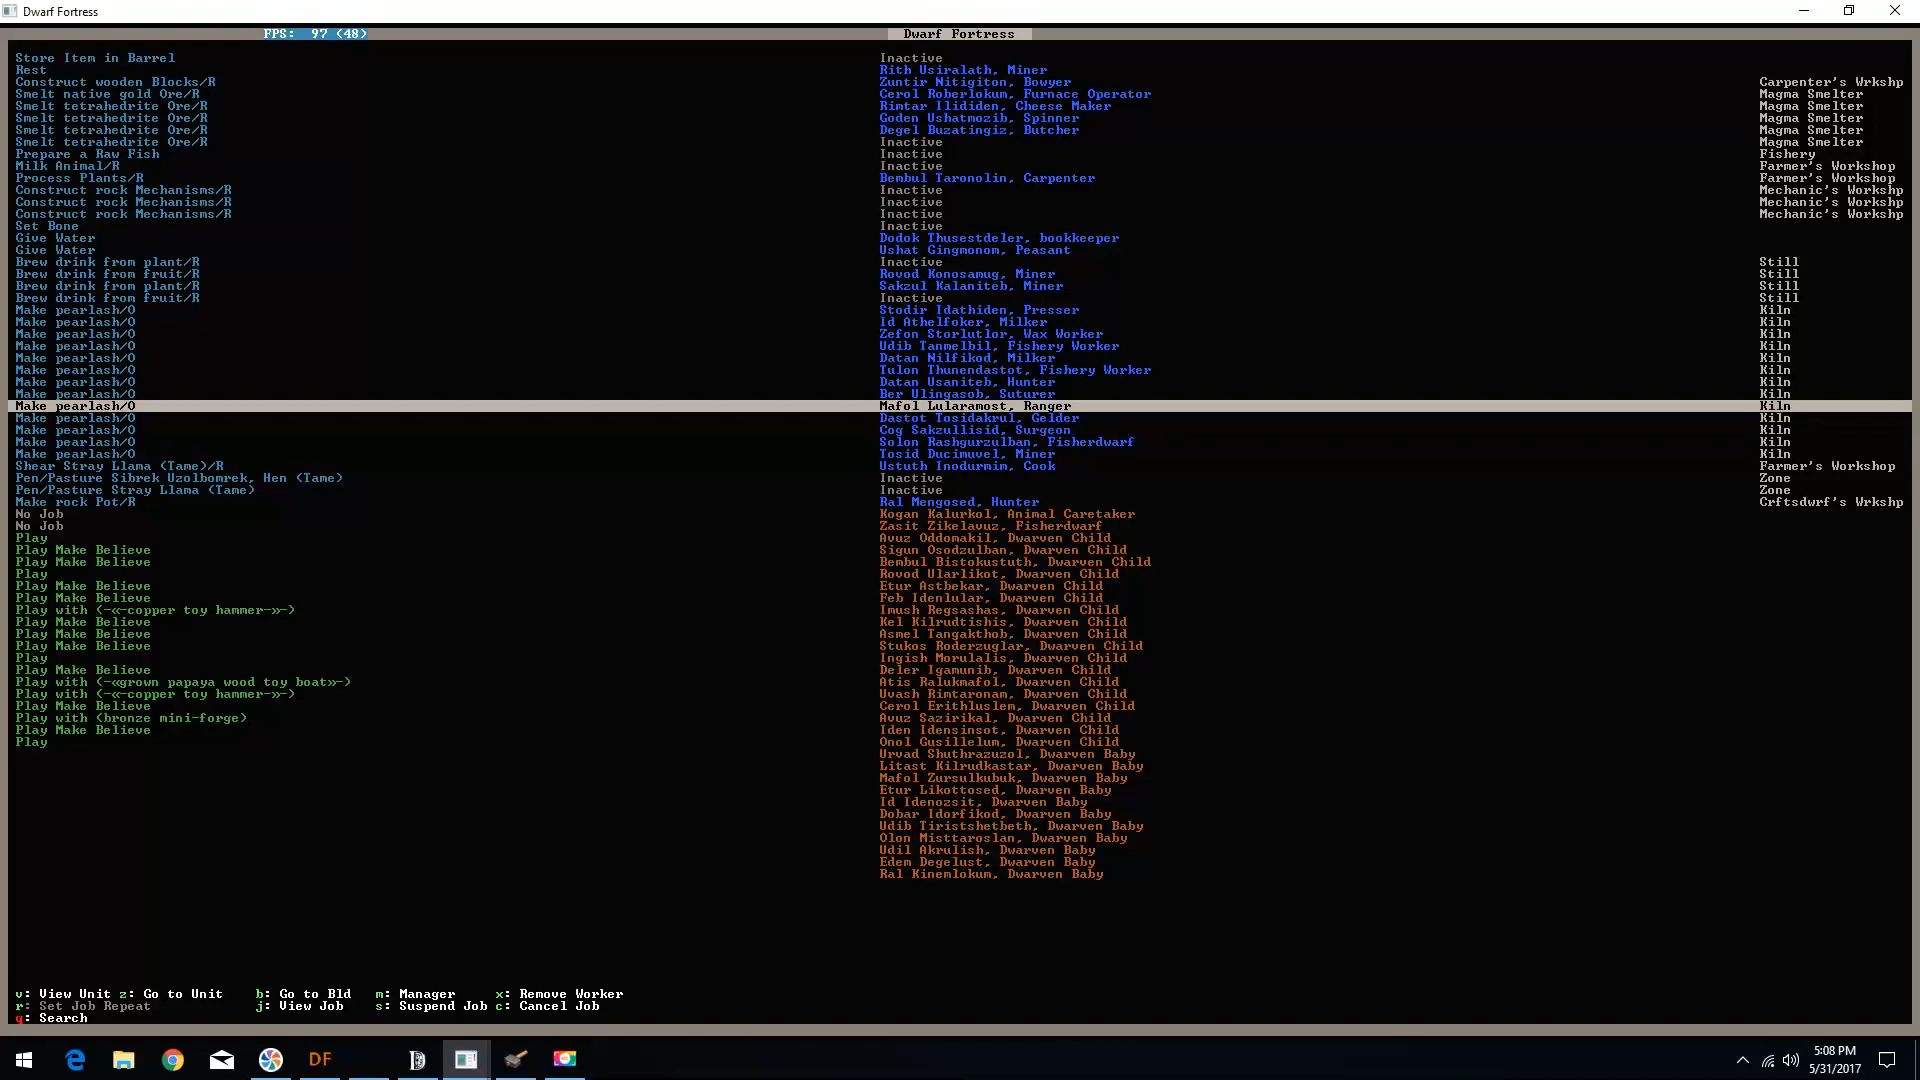 Dwarf Fortress
FPS: 97 (48) Dwarf Fortress
Store Item in Barrel Inactive
Rest Rith Usiralath, Miner
Construct wooden Blocks/R Zuntir Nitigiton, Bowyer Carpenter's Wrkshp
Smelt native gold Ore/R Cerol Roberlokum, Furnace Operator Magma Smelter
Smelt tetrahedrite Ore/R Rimtar Ilididen, Cheese Maker Magma Smelter
Smelt tetrahedrite Ore/R Goden Ushatmozib, Spinner Magma Smelter
Smelt tetrahedrite Ore/R Degel Buzatingiz, Butcher Magma Smelter
Smelt tetrahedrite Ore/R Inactive Magma Smelter
Prepare a Raw Fish Inactive Fishery
Milk Animal/R Inactive Farmer's Workshop
Process Plants/R Bembul Taronolin, Carpenter Farmer's Workshop
Construct rock Mechanisms/R Inactive Mechanic's Workshp
Construct rock Mechanisms/R Inactive Mechanic's Workshp
Construct rock Mechanisms/R Inactive Mechanic's Workshp
Set Bone Inactive
Give Water Dodok Thusestdeler, bookkeeper
Give Water Ushat Gingmonom, Peasant
Brew drink from plant/R Inactive Still
Brew drink from fruit/R Rovod Konosamug, Miner Still
Brew drink from plant/R Sakzul Kalaniteb, Miner Still
Brew drink from fruit/R Inactive Still
Make pearlash/O Stodir Idathiden, Presser Kiln
Make pearlash/O Id Athelfoker, Milker Kiln
Make pearlash/O Zefon Storlutlor, Wax Worker Kiln
Make pearlash/O Udib Tanmelbil, Fishery Worker Kiln
Make pearlash/O Datan Nilfikod, Milker Kiln
Make pearlash/O Tulon Thunendastot, Fishery Worker Kiln
Make pearlash/O Datan Usaniteb, Hunter Kiln
Make pearlash/O Ber Ulingasob, Suturer Kiln
Make pearlash/O Mafol Lularamost, Ranger Kiln
Make pearlash/O Dastot Tosidakrul, Gelder Kiln
Make pearlash/O Cog Sakzullisid, Surgeon Kiln
Make pearlash/O Solon Rashgurzulban, Fisherdwarf Kiln
Make pearlash/O Tosid Ducimuvel, Miner Kiln
Shear Stray Llama (Tame)/R Ustuth Inodurmim, Cook Farmer's Workshop
Pen/Pasture Sibrek Uzolbomrek, Hen (Tame) Inactive Zone
Pen/Pasture Stray Llama (Tame) Inactive Zone
Make rock Pot/R Ral Mengosed, Hunter Crftsdwrf's Wrkshp
No Job Kogan Kalurkol, Animal Caretaker
No Job Zasit Zikelavuz, Fisherdwarf
Play Avuz Oddomakil, Dwarven Child
Play Make Believe Sigun Osodzulban, Dwarven Child
Play Make Believe Bembul Bistokustuth, Dwarven Child
Play Rovod Ularlikot, Dwarven Child
Play Make Believe Etur Astbekar, Dwarven Child
Play Make Believe Feb Idenlular, Dwarven Child
Play with (-«-copper toy hammer-»-) Imush Regsashas, Dwarven Child
Play Make Believe Kel Kilrudtishis, Dwarven Child
Play Make Believe Asmel Tangakthob, Dwarven Child
Play Make Believe Stukos Roderzuglar, Dwarven Child
Play Ingish Morulalis, Dwarven Child
Play Make Believe Deler Igamunib, Dwarven Child
Play with (-«grown papaya wood toy boat»-) Atis Ralukmafol, Dwarven Child
Play with (-«-copper toy hammer-»-) Uvash Rimtaronam, Dwarven Child
Play Make Believe Cerol Erithluslem, Dwarven Child
Play with (bronze mini-forge) Avuz Sazirikal, Dwarven Child
Play Make Believe Iden Idensinsot, Dwarven Child
Play Onol Gusillelum, Dwarven Child
Urvad Shuthrazuzol, Dwarven Baby
Litast Kilrudkastar, Dwarven Baby
Mafol Zursulkubuk, Dwarven Baby
Etur Likottosed, Dwarven Baby
Id Idenozsit, Dwarven Baby
Dobar Idorfikod, Dwarven Baby
Udib Tiristshetbeth, Dwarven Baby
Olon Misttaroslan, Dwarven Baby
Udil Akrulish, Dwarven Baby
Edem Degelust, Dwarven Baby
Ral Kinemlokum, Dwarven Baby
v: View Unit z: Go to Unit b: Go to Bld m: Manager x: Remove Worker
r: Set Job Repeat j: View Job s: Suspend Job c: Cancel Job
q: Search
DF
5:08 PM
5/31/2017